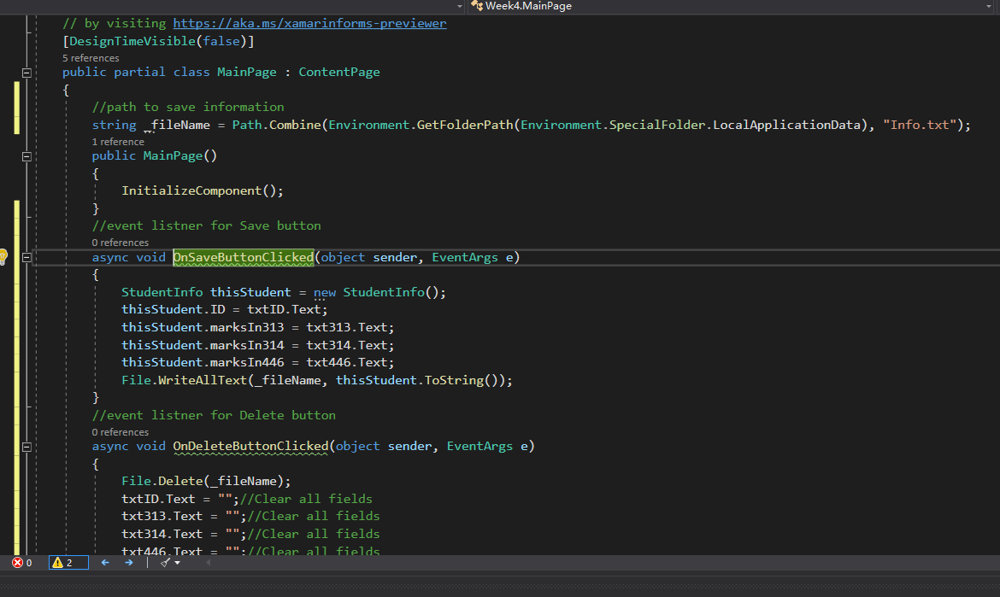 Week4.MainPage
// by visiting https://aka.ms/xamarinforms-previewer
[DesignTimeVisible(false)]
5 references
public partial class MainPage : ContentPage
{
//path to save information
string _fileName = Path.Combine(Environment.GetFolderPath(Environment.SpecialFolder.LocalApplicationData), "Info.txt");
1 reference
public MainPage()
{
InitializeComponent();
}
//event listner for Save button
0 references
async void OnSaveButtonClicked(object sender, EventArgs e)
{
StudentInfo thisStudent = new StudentInfo();
thisStudent.ID = txtID.Text;
thisStudent.marksIn313 = txt313.Text;
thisStudent.marksIn314 = txt314.Text;
thisStudent.marksIn446 = txt446.Text;
File.WriteAllText(_fileName, thisStudent.ToString());
}
//event listner for Delete button
0 references
async void OnDeleteButtonClicked(object sender, EventArgs e)
{
File.Delete(_fileName);
txtID.Text = "";//Clear all fields
txt313.Text = "";//Clear all fields
txt314.Text = "";//Clear all fields
txt446.Text = "";//Clear all fields
0 2